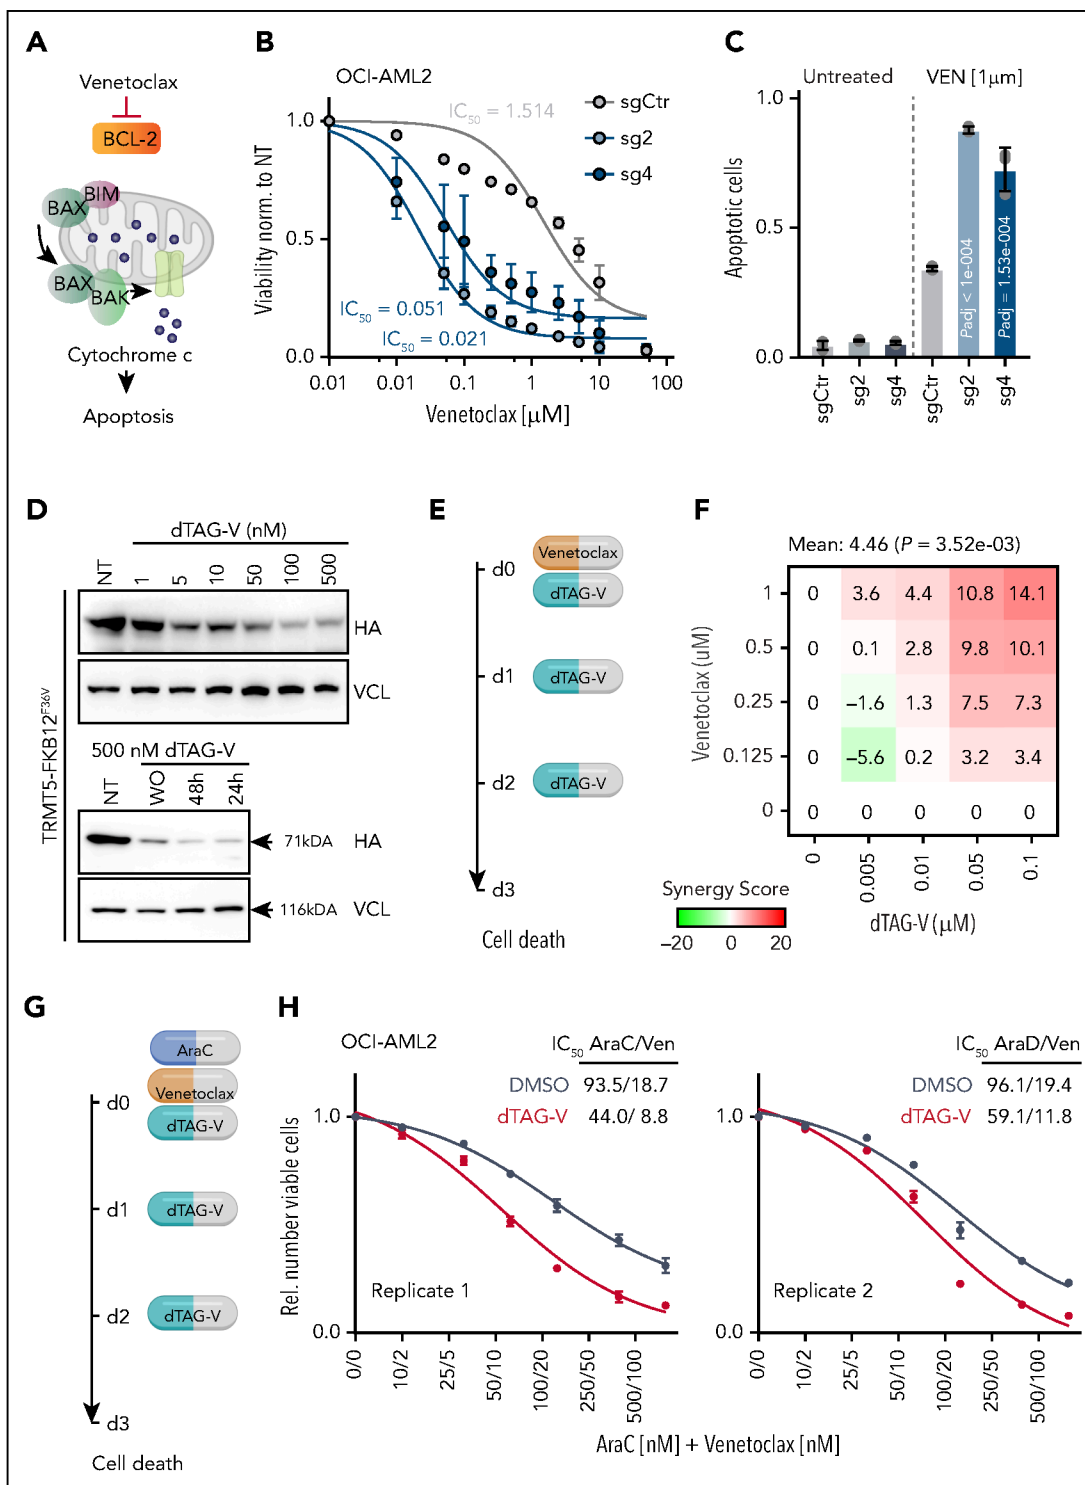 A
Venetoclax
BCL-2
BIM
BAX
BAX
BAK
Cytochrome c
Apoptosis
B
OCI-AML2
IC50 = 1.514
sgCtr
sg2
sg4
Viability norm. to NT
1.0
0.5
0.0
IC50 = 0.051
IC50 = 0.021
0.01 0.01 0.1 1 10 100
Venetoclax [μM]
C
Untreated VEN [1μm]
Apoptotic cells
1.0
0.5
0.0
Padj < 1e-004
Padj = 1.53e-004
sgCtr sg2 sg4 sgCtr sg2 sg4
D
dTAG-V (nM)
NT 1 5 10 50 100 500
HA
VCL
TRMT5-FKB12F36V
500 nM dTAG-V
NT WO 48h 24h
71kDA HA
116kDA VCL
E
Venetoclax
d0
dTAG-V
d1 dTAG-V
d2 dTAG-V
d3
Cell death
F
Mean: 4.46 (P = 3.52e-03)
Venetoclax (uM)
1 0 3.6 4.4 10.8 14.1
0.5 0 0.1 2.8 9.8 10.1
0.25 0 −1.6 1.3 7.5 7.3
0.125 0 −5.6 0.2 3.2 3.4
0 0 0 0 0 0
0 0.005 0.01 0.05 0.1
dTAG-V (μM)
Synergy Score
−20 0 20
G
AraC
Venetoclax
d0
dTAG-V
d1 dTAG-V
d2 dTAG-V
d3
Cell death
H
OCI-AML2
IC50 AraC/Ven
DMSO 93.5/18.7
dTAG-V 44.0/ 8.8
Rel. number viable cells
1.0
0.0
Replicate 1
0/0 10/2 25/5 50/10 100/20 250/50 500/100
IC50 AraD/Ven
DMSO 96.1/19.4
dTAG-V 59.1/11.8
1.0
0.0
Replicate 2
0/0 10/2 25/5 50/10 100/20 250/50 500/100
AraC [nM] + Venetoclax [nM]